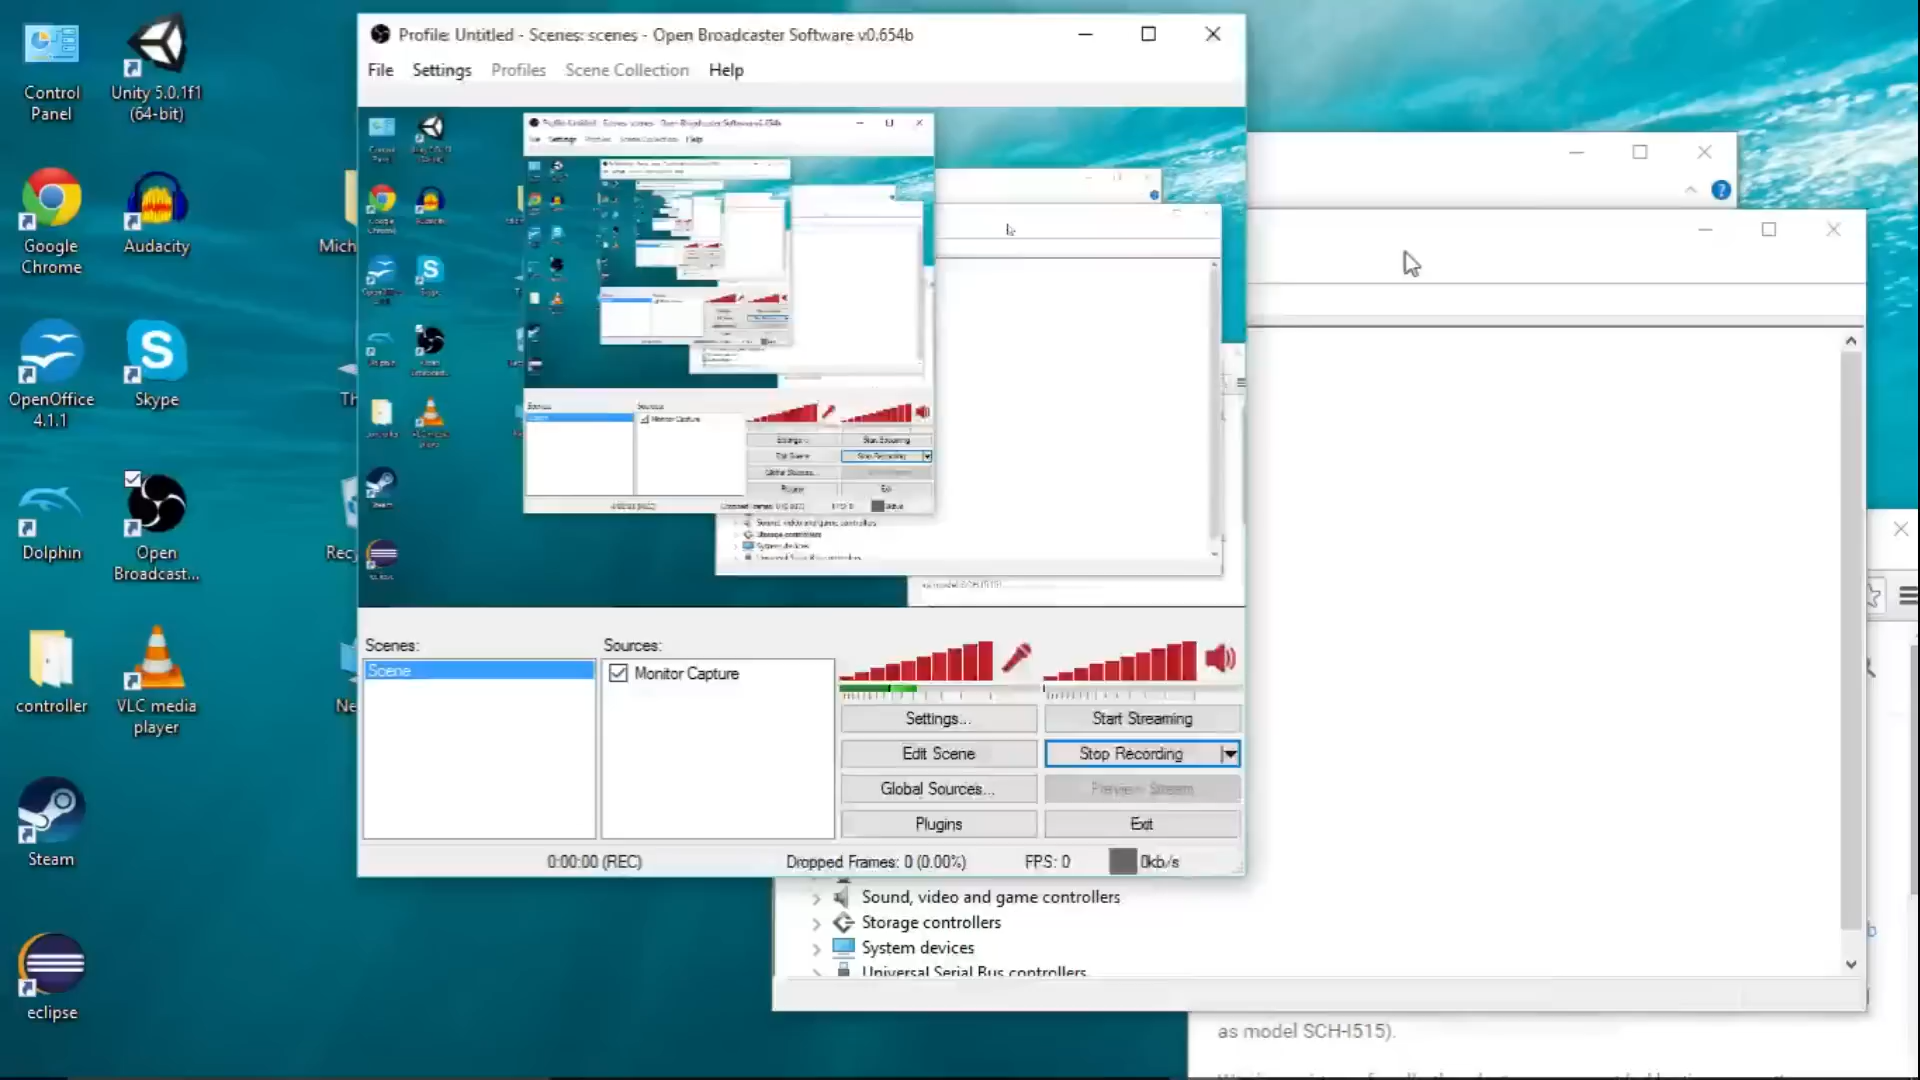 Control
Panel
Unity 5.0.1f1
(64-bit)
Google
Chrome
Audacity
Mich
OpenOffice
4.1.1
Skype
Th
Dolphin
Open
Broadcast...
Recy
controller
VLC media
player
Ne
Steam
eclipse
Profile: Untitled - Scenes: scenes - Open Broadcaster Software v0.654b
File Settings Profiles Scene Collection Help
Scenes:
Scene
Sources:
Monitor Capture
Settings...
Start Streaming
Edit Scene
Stop Recording
Global Sources...
Preview Stream
Plugins
Exit
0:00:00 (REC)
Dropped Frames: 0 (0.00%)
FPS: 0
0kb/s
Sound, video and game controllers
Storage controllers
System devices
Universal Serial Bus controllers
as model SCH-I515).